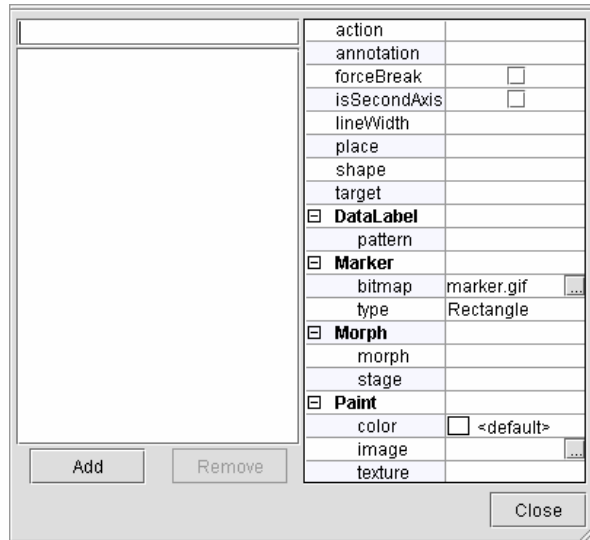 action
annotation
forceBreak
isSecondAxis
lineWidth
place
shape
target
DataLabel
pattern
Marker
bitmap marker.gif ...
type Rectangle
Morph
morph
stage
Paint
color <default>
image ...
texture
Add Remove
Close